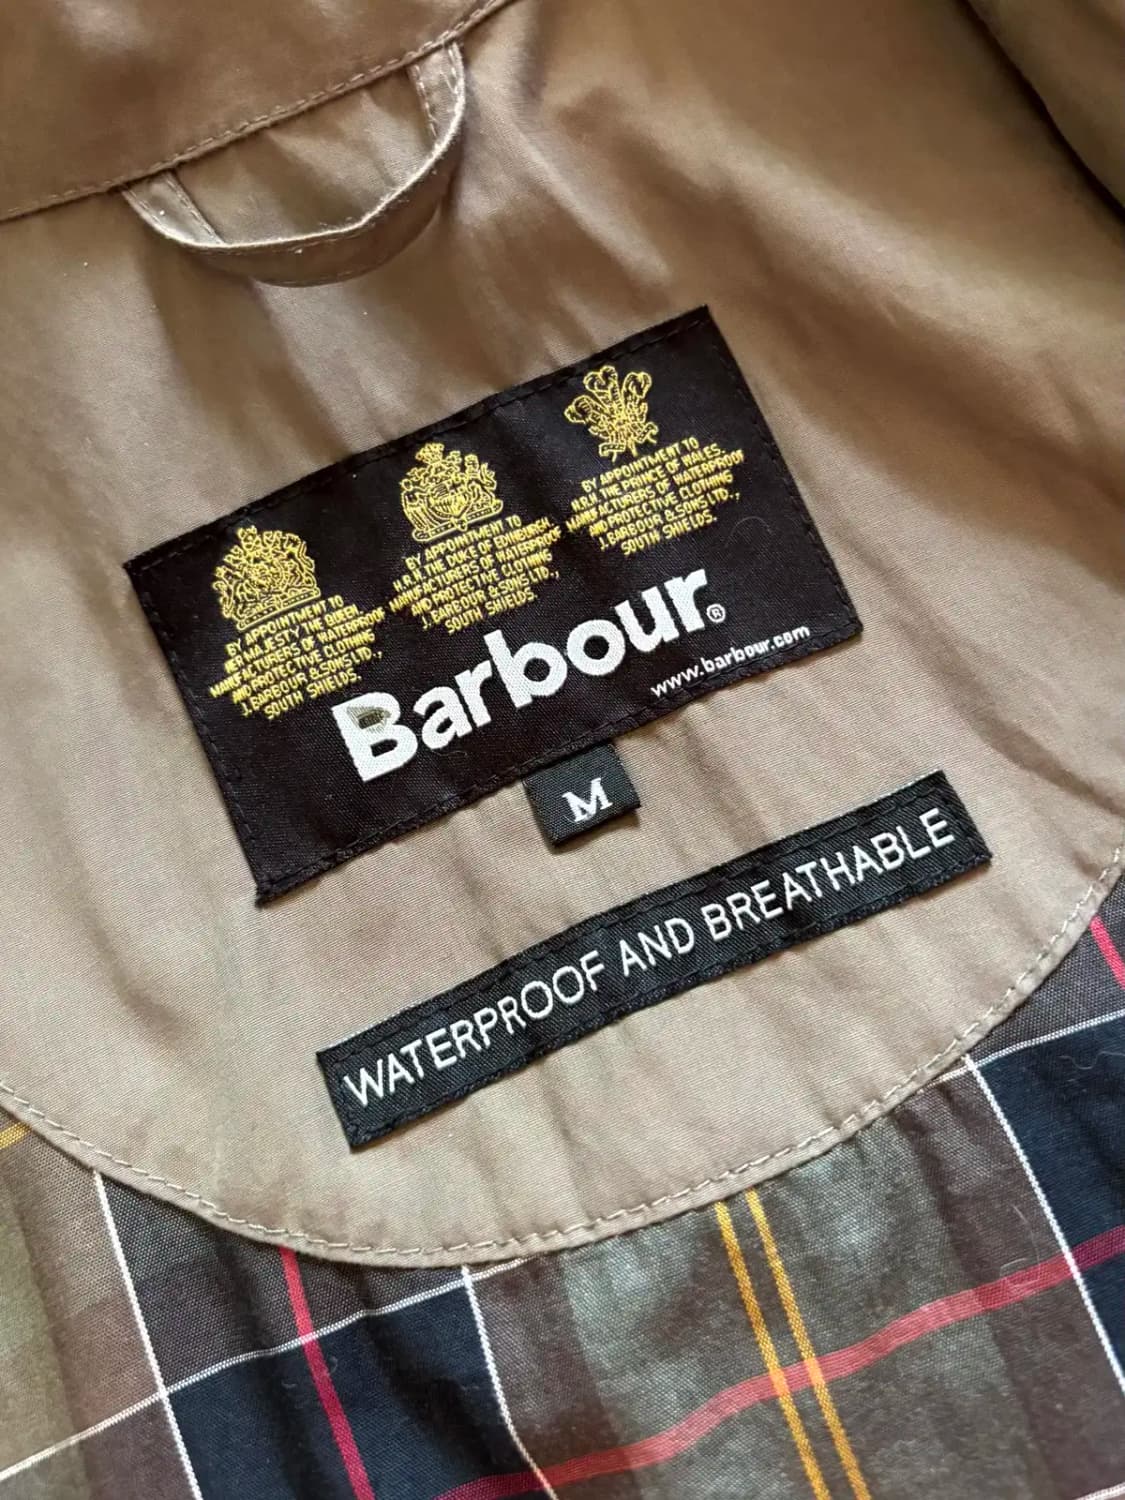 BY APPOINTMENT TO
HER MAJESTY THE QUEEN
MANUFACTURERS OF WATERPROOF
AND PROTECTIVE CLOTHING
J. BARBOUR & SONS LTD.,
SOUTH SHIELDS.
BY APPOINTMENT TO
H.R.H. THE DUKE OF EDINBURGH
MANUFACTURERS OF WATERPROOF
AND PROTECTIVE CLOTHING
J. BARBOUR & SONS LTD.,
SOUTH SHIELDS.
BY APPOINTMENT TO
H.R.H. THE PRINCE OF WALES
MANUFACTURERS OF WATERPROOF
AND PROTECTIVE CLOTHING
J. BARBOUR & SONS LTD.,
SOUTH SHIELDS.
Barbour®
www.barbour.com
M
WATERPROOF AND BREATHABLE